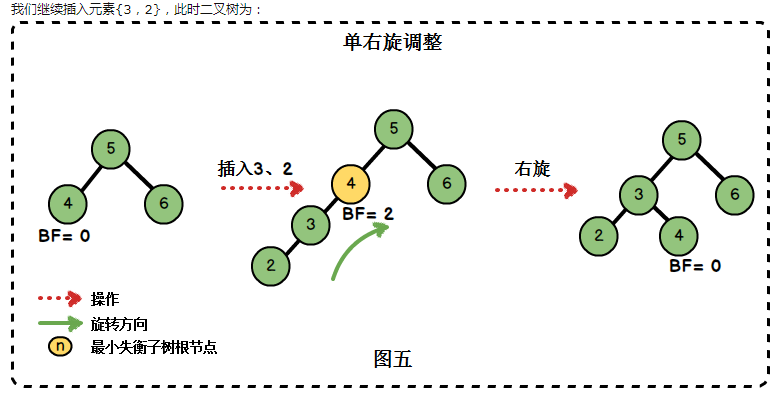 我们继续插入元素{3，2}，此时二叉树为：
单右旋调整
5
4
6
BF= 0
插入3、2
5
4
6
BF= 2
3
2
右旋
5
3
6
2
4
BF= 0
操作
旋转方向
n
最小失衡子树根节点
图五